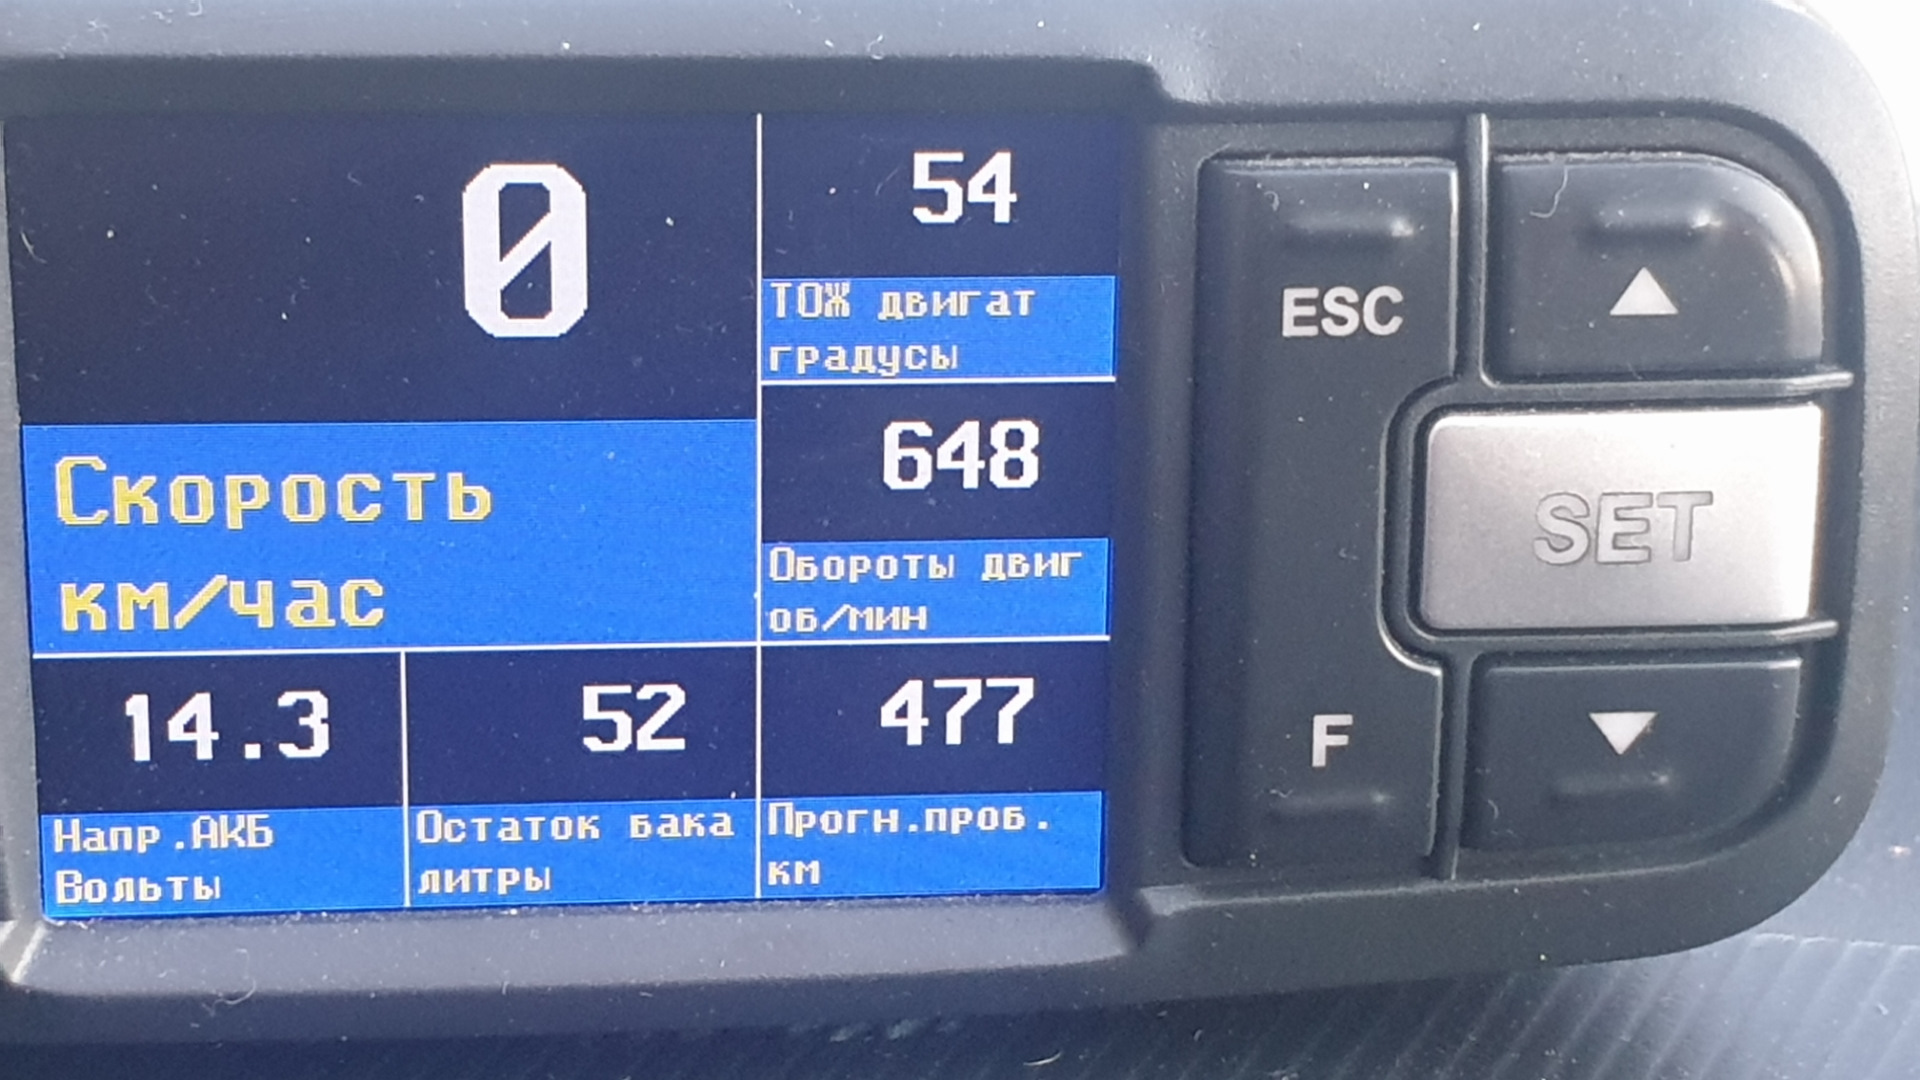 0
Скорость
км/час
54
ТОЖ двигат
градусы
648
Обороты двиг
об/мин
14.3
Напр.АКБ
Вольты
52
Остаток бака
литры
477
Прогн.проб.
км
ESC
▲
SET
F
▼